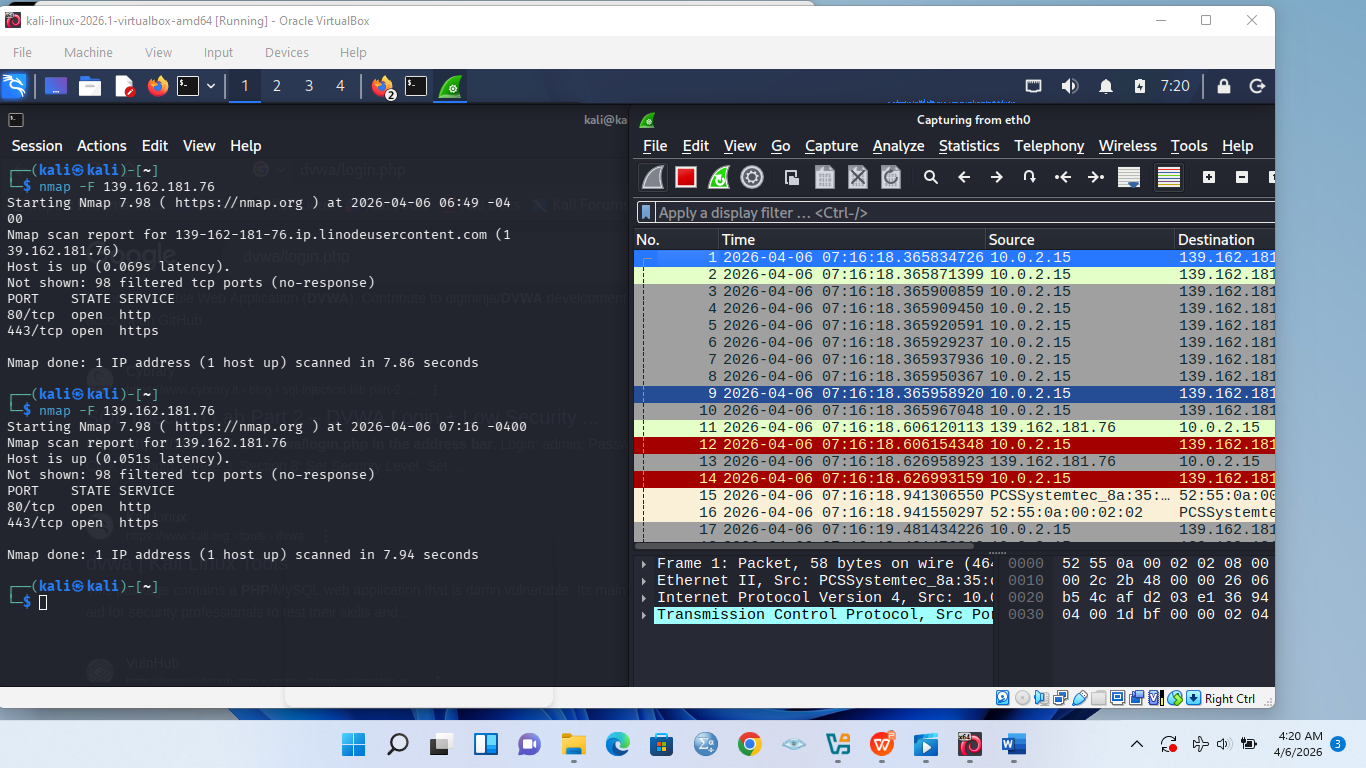 kali-linux-2026.1-virtualbox-amd64 [Running] - Oracle VirtualBox
File Machine View Input Devices Help
1 2 3 4 2 7:20
kali@ka
Session Actions Edit View Help
┌──(kali㉿kali)-[~]
└─$ nmap -F 139.162.181.76
Starting Nmap 7.98 ( https://nmap.org ) at 2026-04-06 06:49 -04
00
Nmap scan report for 139-162-181-76.ip.linodeusercontent.com (1
39.162.181.76)
Host is up (0.069s latency).
Not shown: 98 filtered tcp ports (no-response)
PORT STATE SERVICE
80/tcp open http
443/tcp open https
Nmap done: 1 IP address (1 host up) scanned in 7.86 seconds
┌──(kali㉿kali)-[~]
└─$ nmap -F 139.162.181.76
Starting Nmap 7.98 ( https://nmap.org ) at 2026-04-06 07:16 -0400
Nmap scan report for 139.162.181.76
Host is up (0.051s latency).
Not shown: 98 filtered tcp ports (no-response)
PORT STATE SERVICE
80/tcp open http
443/tcp open https
Nmap done: 1 IP address (1 host up) scanned in 7.94 seconds
┌──(kali㉿kali)-[~]
└─$
dvwa/login.php
Kali Forums
dvwa/login.php
dvwa | Kali Linux Tools
VulnHub
Capturing from eth0
File Edit View Go Capture Analyze Statistics Telephony Wireless Tools Help
Apply a display filter … <Ctrl-/>
No. Time Source Destination
1 2026-04-06 07:16:18.365834726 10.0.2.15 139.162.181
2 2026-04-06 07:16:18.365871399 10.0.2.15 139.162.181
3 2026-04-06 07:16:18.365900859 10.0.2.15 139.162.181
4 2026-04-06 07:16:18.365909450 10.0.2.15 139.162.181
5 2026-04-06 07:16:18.365920591 10.0.2.15 139.162.181
6 2026-04-06 07:16:18.365929237 10.0.2.15 139.162.181
7 2026-04-06 07:16:18.365937936 10.0.2.15 139.162.181
8 2026-04-06 07:16:18.365950367 10.0.2.15 139.162.181
9 2026-04-06 07:16:18.365958920 10.0.2.15 139.162.181
10 2026-04-06 07:16:18.365967048 10.0.2.15 139.162.181
11 2026-04-06 07:16:18.606120113 139.162.181.76 10.0.2.15
12 2026-04-06 07:16:18.606154348 10.0.2.15 139.162.181
13 2026-04-06 07:16:18.626958923 139.162.181.76 10.0.2.15
14 2026-04-06 07:16:18.626993159 10.0.2.15 139.162.181
15 2026-04-06 07:16:18.941306550 PCSSystemtec_8a:35:… 52:55:0a:00
16 2026-04-06 07:16:18.941550297 52:55:0a:00:02:02 PCSSystemte
17 2026-04-06 07:16:19.481434226 10.0.2.15 139.162.181
Frame 1: Packet, 58 bytes on wire (464
Ethernet II, Src: PCSSystemtec_8a:35:
Internet Protocol Version 4, Src: 10.0
Transmission Control Protocol, Src Por
0000 52 55 0a 00 02 02 08 00
0010 00 2c 2b 48 00 00 26 06
0020 b5 4c af d2 03 e1 36 94
0030 04 00 1d bf 00 00 02 04
Right Ctrl
4:20 AM
4/6/2026
3